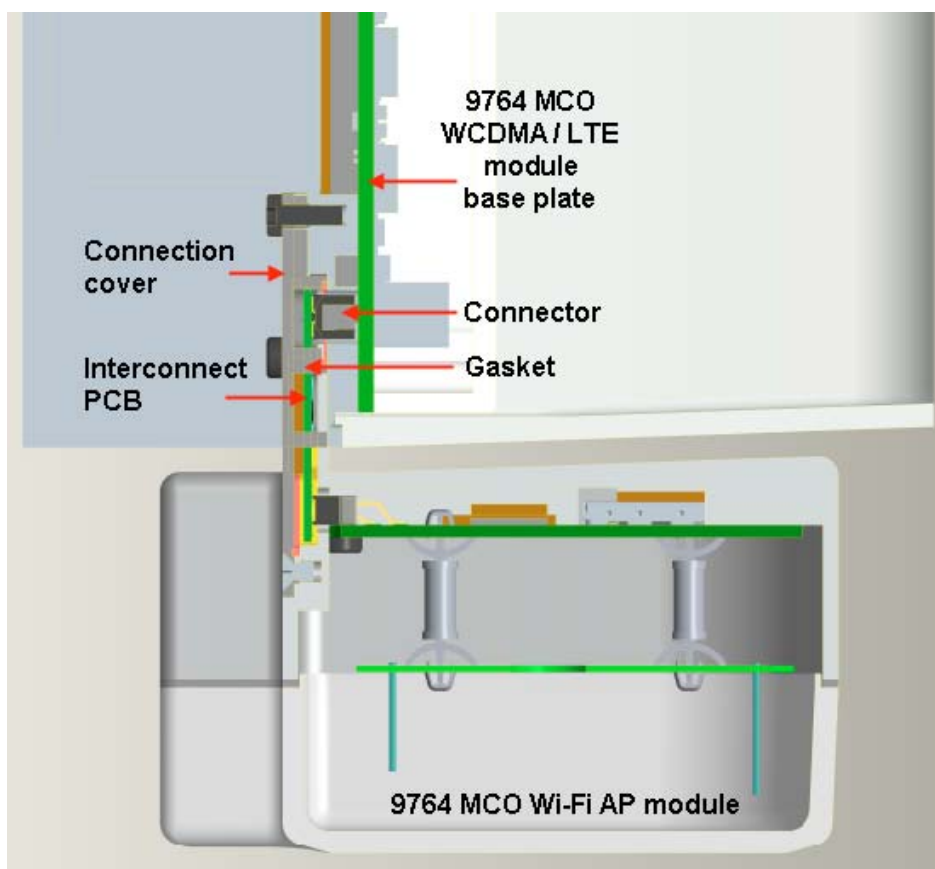 9764 MCO
WCDMA / LTE
module
base plate
Connection
cover
Connector
Interconnect
PCB
Gasket
9764 MCO Wi-Fi AP module